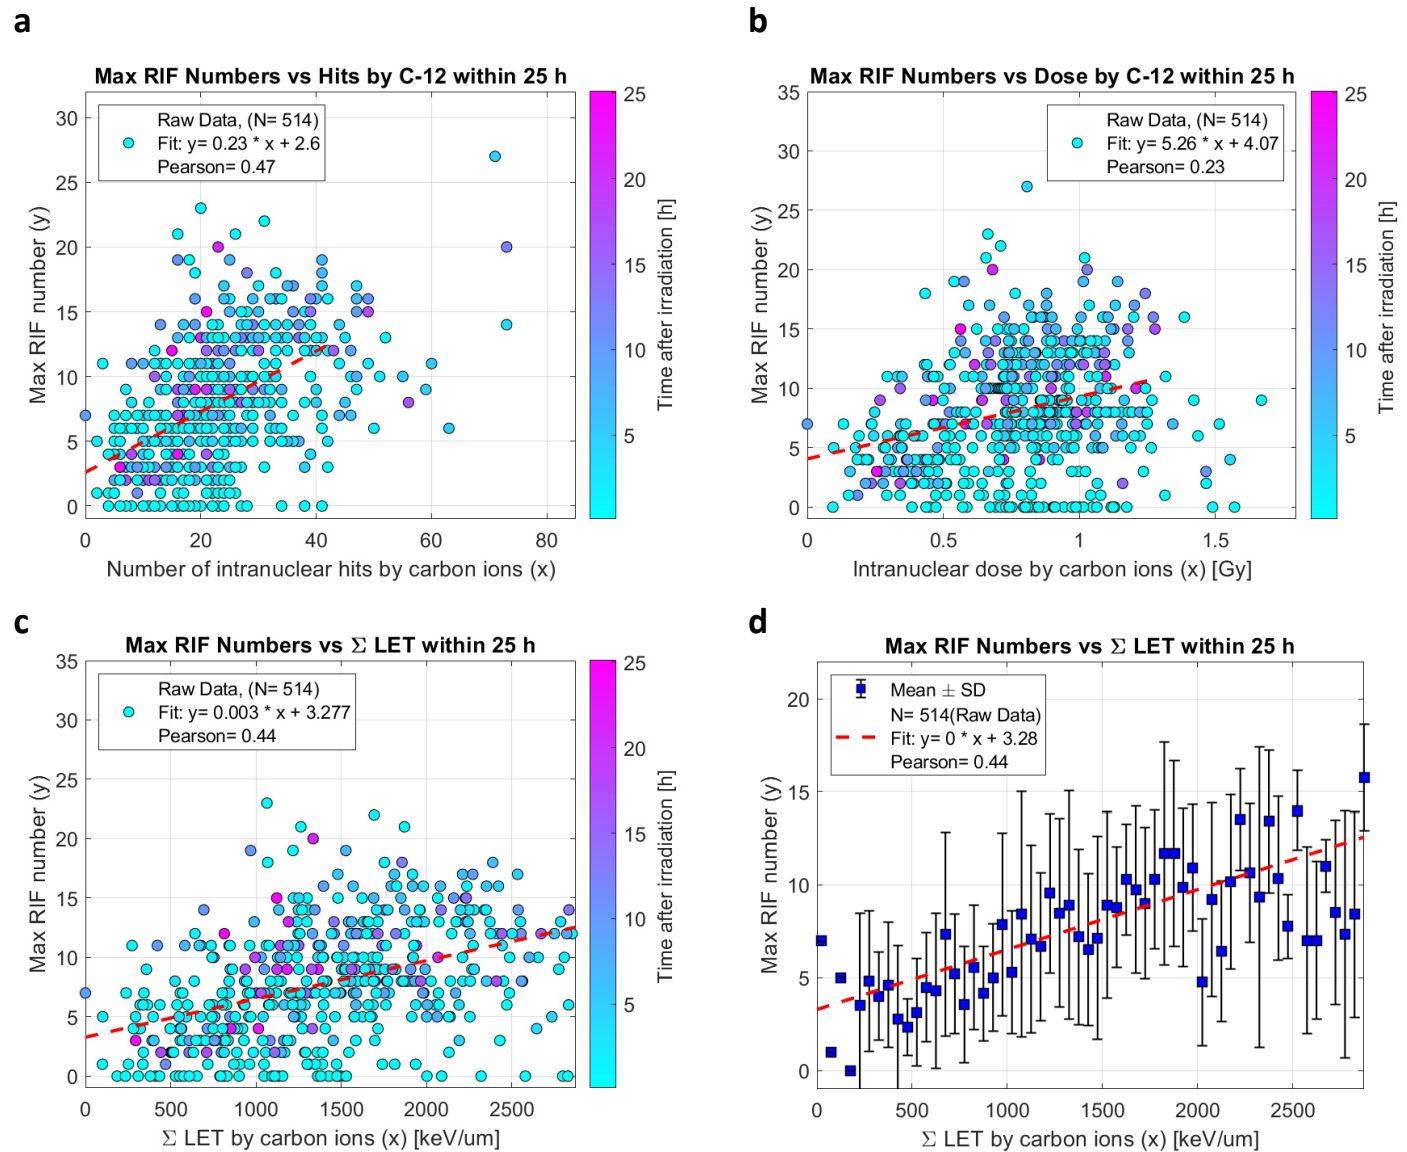 a
Max RIF Numbers vs Hits by C-12 within 25 h
Raw Data, (N= 514)
Fit: y= 0.23 * x + 2.6
Pearson= 0.47
Max RIF number (y)
30
25
20
15
10
5
0
0 20 40 60 80
Number of intranuclear hits by carbon ions (x)
25
20
15
10
5
Time after irradiation [h]
b
Max RIF Numbers vs Dose by C-12 within 25 h
Raw Data, (N= 514)
Fit: y= 5.26 * x + 4.07
Pearson= 0.23
Max RIF number (y)
35
30
25
20
15
10
5
0
0 0.5 1 1.5
Intranuclear dose by carbon ions (x) [Gy]
25
20
15
10
5
Time after irradiation [h]
c
Max RIF Numbers vs Σ LET within 25 h
Raw Data, (N= 514)
Fit: y= 0.003 * x + 3.277
Pearson= 0.44
Max RIF number (y)
35
30
25
20
15
10
5
0
0 500 1000 1500 2000 2500
Σ LET by carbon ions (x) [keV/um]
25
20
15
10
5
Time after irradiation [h]
d
Max RIF Numbers vs Σ LET within 25 h
Mean ± SD
N= 514(Raw Data)
Fit: y= 0 * x + 3.28
Pearson= 0.44
Max RIF number (y)
20
15
10
5
0
0 500 1000 1500 2000 2500
Σ LET by carbon ions (x) [keV/um]